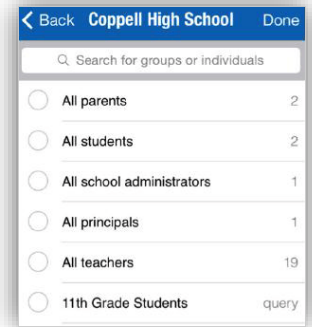 Back Coppell High School Done
Search for groups or individuals
All parents 2
All students 2
All school administrators 1
All principals 1
All teachers 19
11th Grade Students query